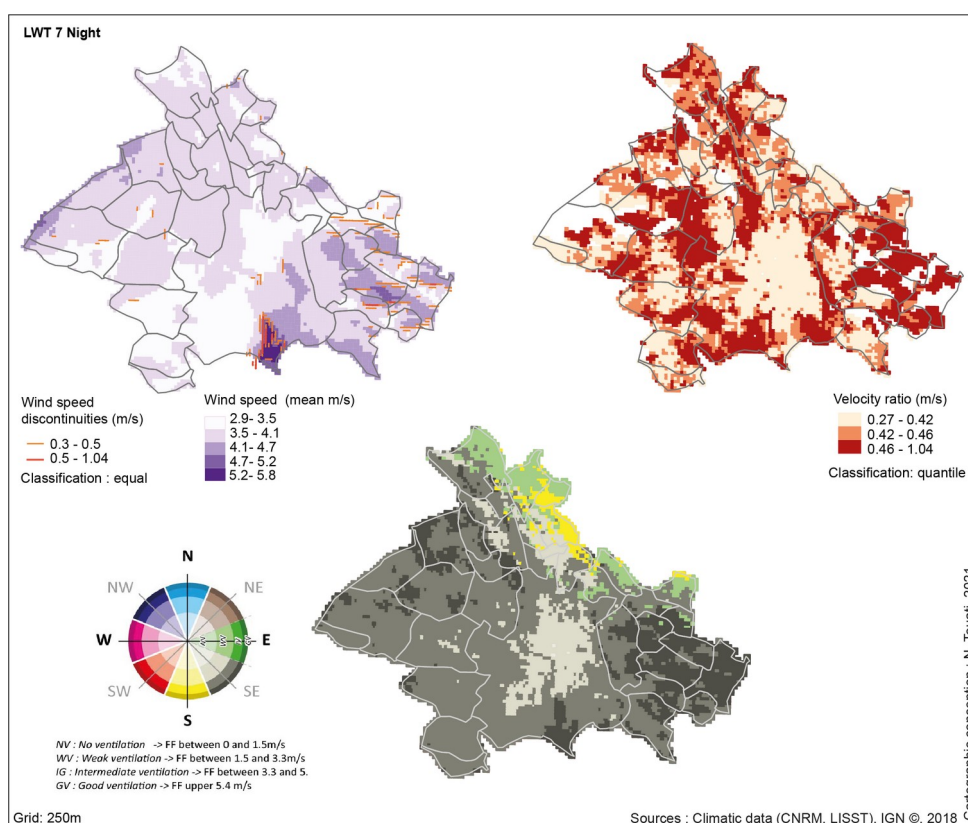 LWT 7 Night
Wind speed
discontinuities (m/s)
0.3 - 0.5
0.5 - 1.04
Classification : equal
Wind speed (mean m/s)
2.9- 3.5
3.5 - 4.1
4.1- 4.7
4.7- 5.2
5.2- 5.8
Velocity ratio (m/s)
0.27 - 0.42
0.42 - 0.46
0.46 - 1.04
Classification: quantile
N
NW
NE
W
E
SW
SE
S
NV : No ventilation -> FF between 0 and 1.5m/s
WV : Weak ventilation -> FF between 1.5 and 3.3m/s
IG : Intermediate ventilation -> FF between 3.3 and 5.
GV : Good ventilation -> FF upper 5.4 m/s
Grid: 250m
Sources : Climatic data (CNRM, LISST), IGN ©, 2018